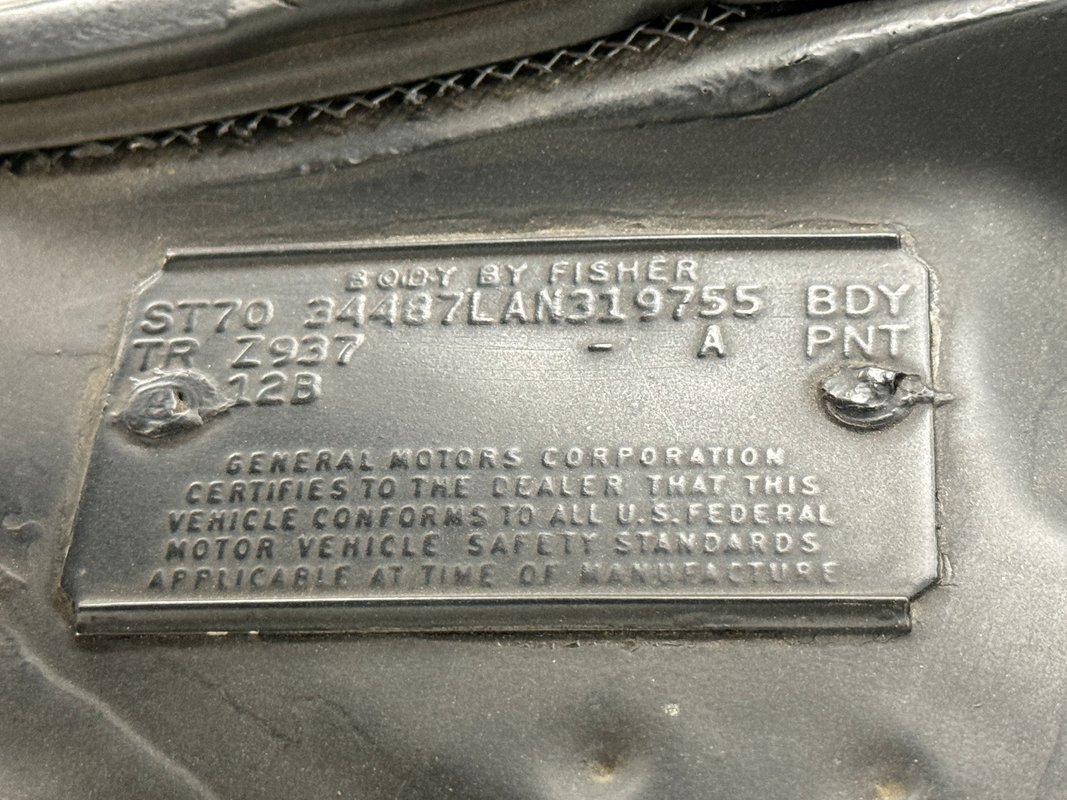 BODY BY FISHER
ST70 34487LAN319755 BDY
TR Z937 - A PNT
12B
GENERAL MOTORS CORPORATION
CERTIFIES TO THE DEALER THAT THIS
VEHICLE CONFORMS TO ALL U.S. FEDERAL
MOTOR VEHICLE SAFETY STANDARDS
APPLICABLE AT TIME OF MANUFACTURE